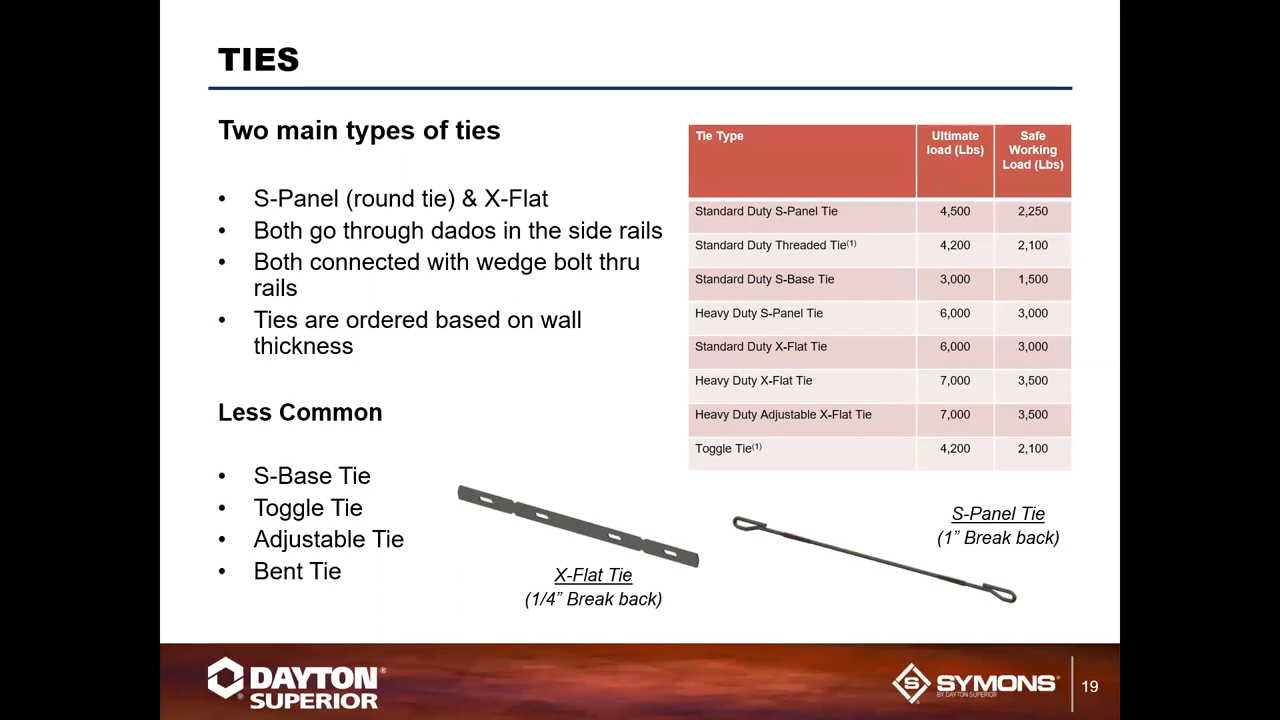 TIES
Two main types of ties
• S-Panel (round tie) & X-Flat
• Both go through dados in the side rails
• Both connected with wedge bolt thru
rails
• Ties are ordered based on wall
thickness
Less Common
• S-Base Tie
• Toggle Tie
• Adjustable Tie
• Bent Tie
Tie Type Ultimate load (Lbs) Safe Working Load (Lbs)
Standard Duty S-Panel Tie 4,500 2,250
Standard Duty Threaded Tie(1) 4,200 2,100
Standard Duty S-Base Tie 3,000 1,500
Heavy Duty S-Panel Tie 6,000 3,000
Standard Duty X-Flat Tie 6,000 3,000
Heavy Duty X-Flat Tie 7,000 3,500
Heavy Duty Adjustable X-Flat Tie 7,000 3,500
Toggle Tie(1) 4,200 2,100
X-Flat Tie
(1/4” Break back)
S-Panel Tie
(1” Break back)
DAYTON®
SUPERIOR
SYMONS®
BY DAYTON SUPERIOR
19